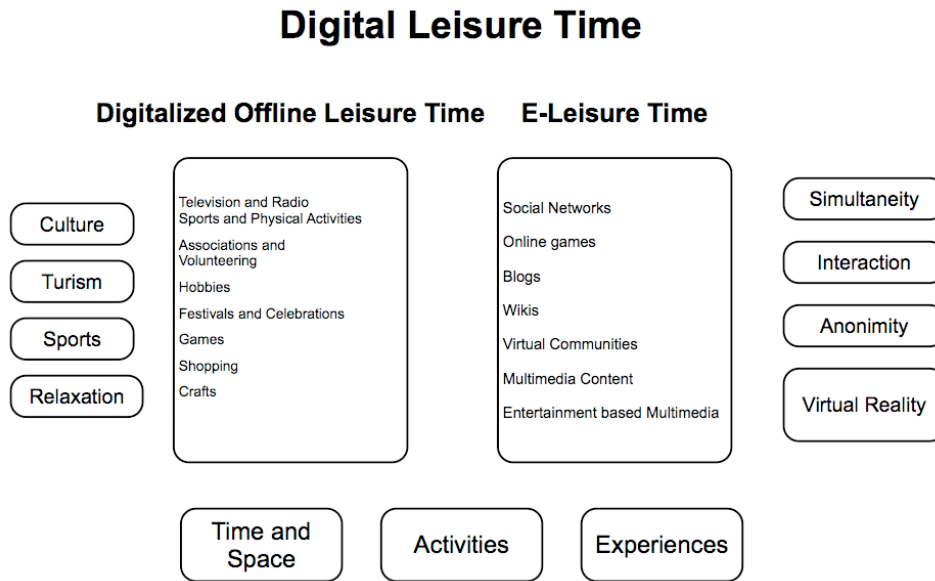 Digital Leisure Time
Digitalized Offline Leisure Time
E-Leisure Time
Culture
Turism
Sports
Relaxation
Television and Radio
Sports and Physical Activities
Associations and
Volunteering
Hobbies
Festivals and Celebrations
Games
Shopping
Crafts
Social Networks
Online games
Blogs
Wikis
Virtual Communities
Multimedia Content
Entertainment based Multimedia
Simultaneity
Interaction
Anonimity
Virtual Reality
Time and
Space
Activities
Experiences